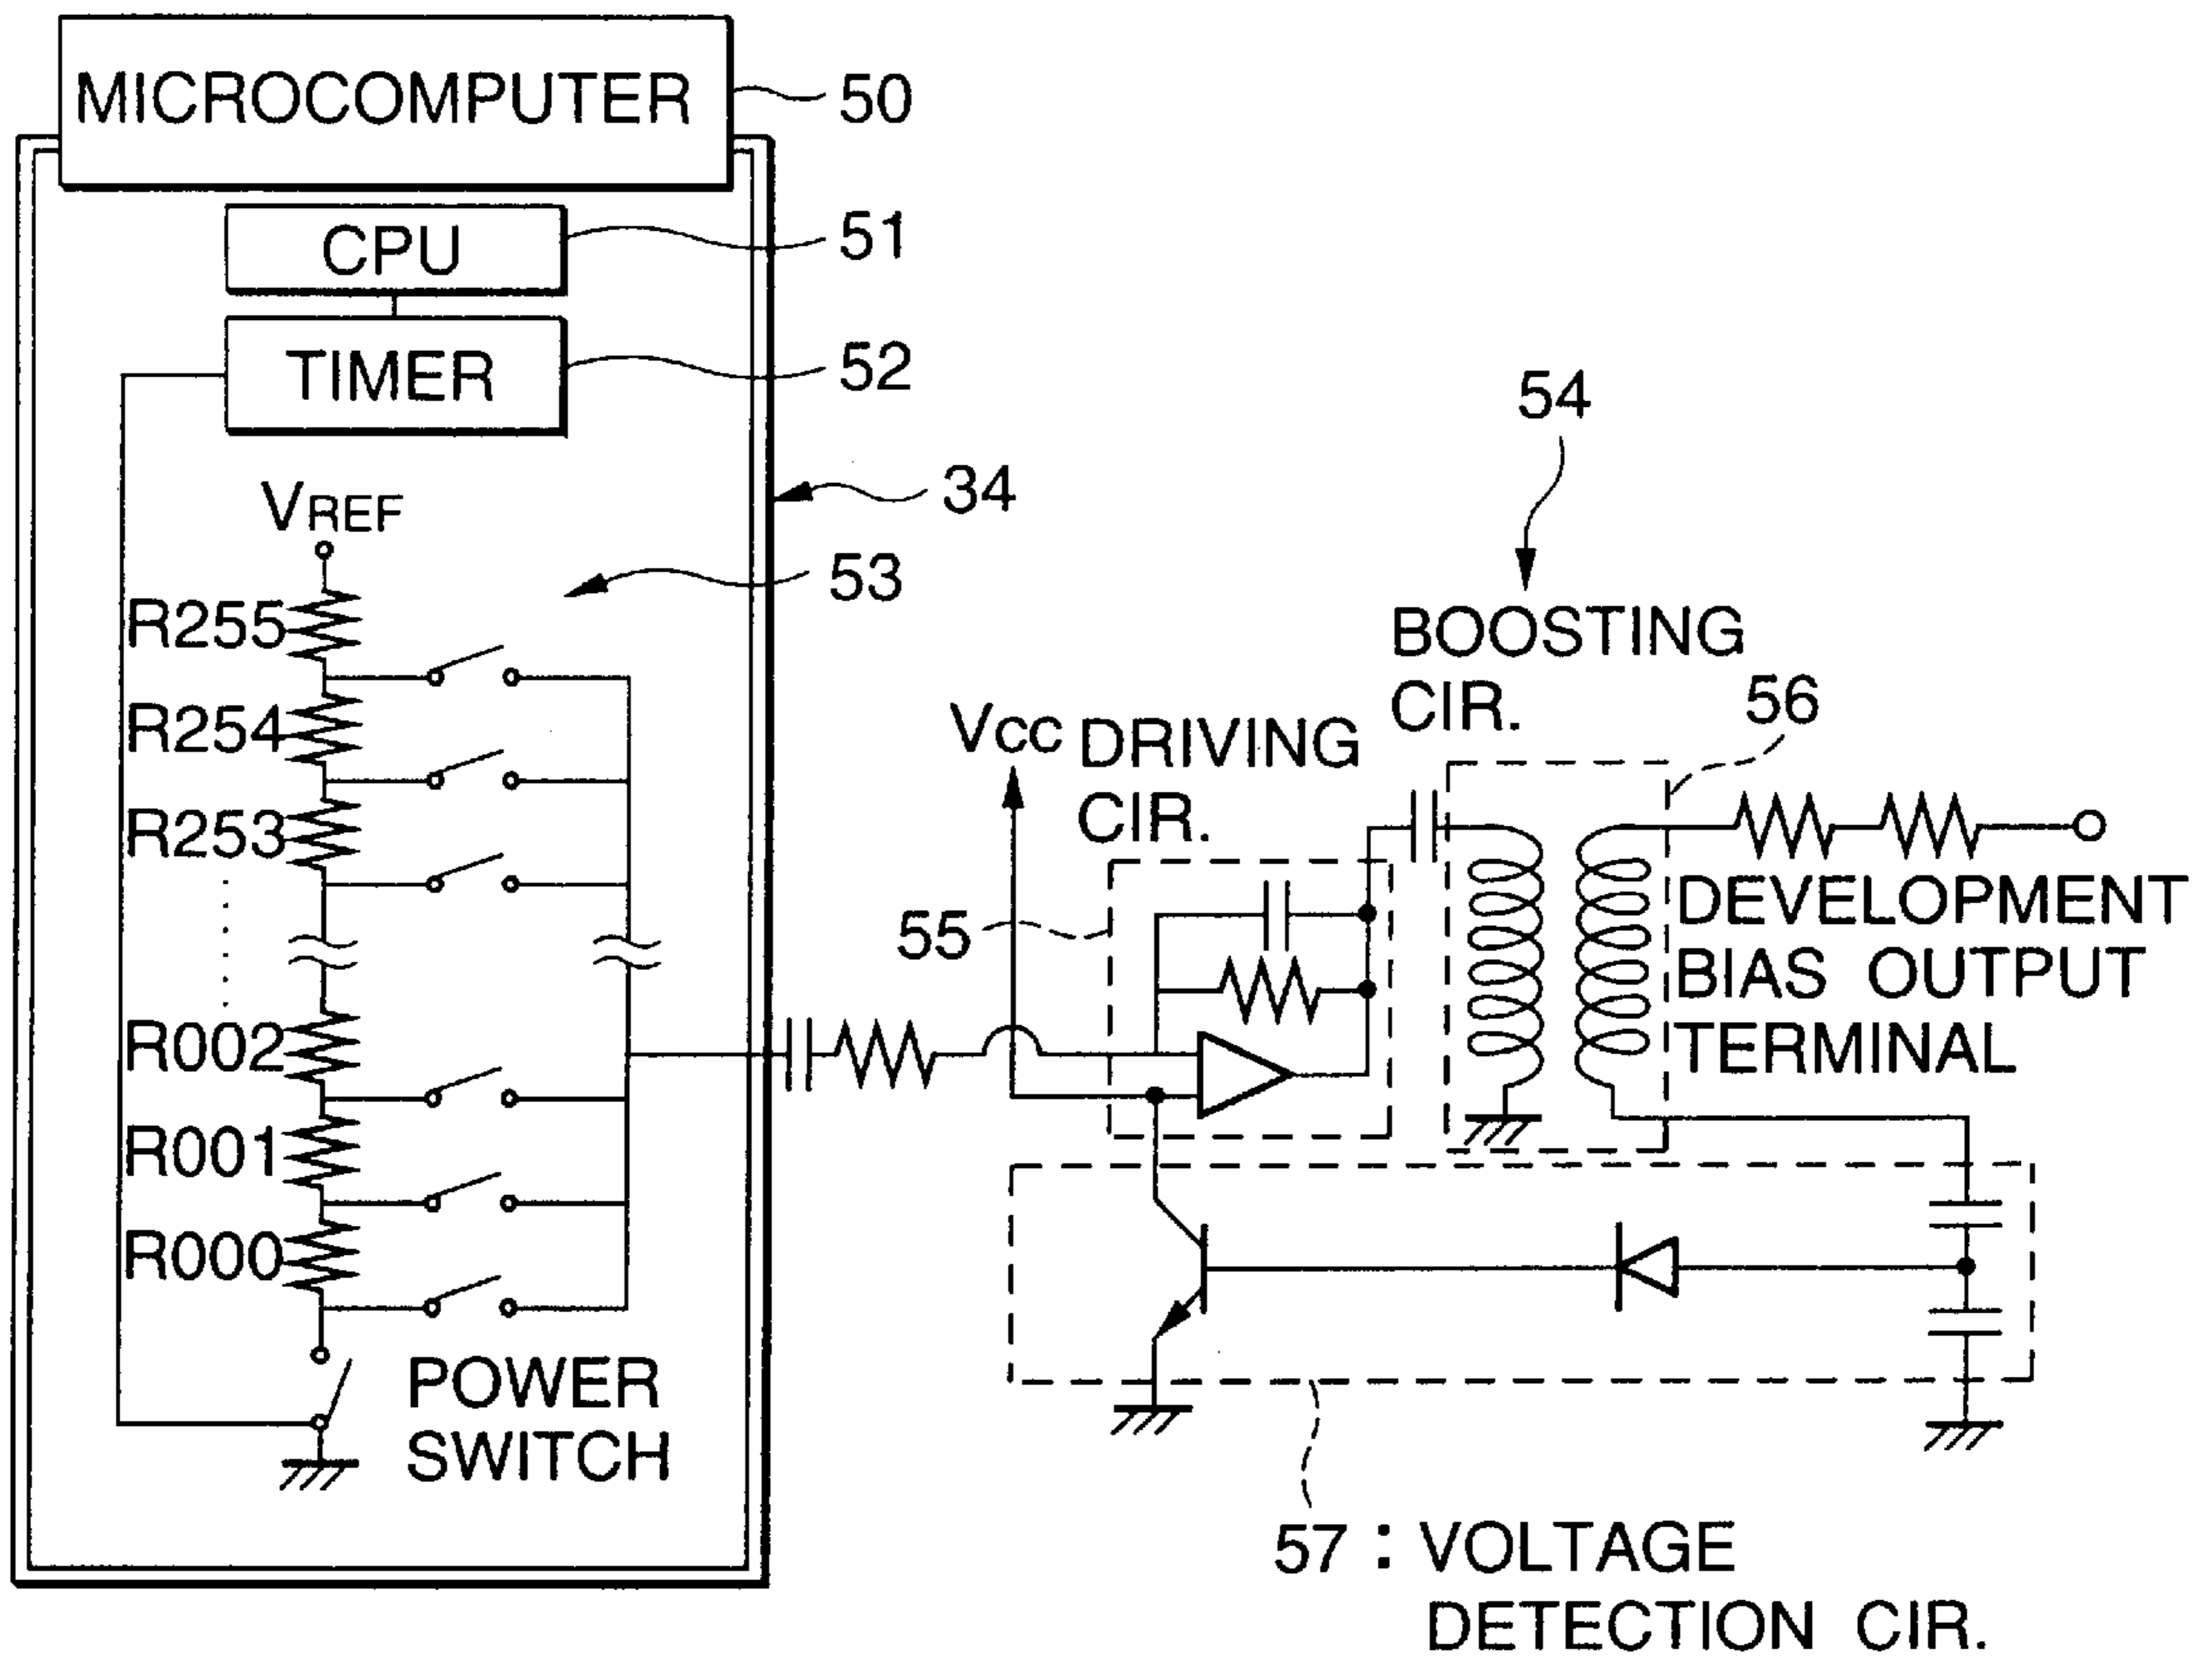 MICROCOMPUTER
50
CPU
51
TIMER
52
34
VREF
53
R255
R254
R253
R002
R001
R000
POWER
SWITCH
54
BOOSTING
CIR.
56
VCC
DRIVING
CIR.
55
DEVELOPMENT
BIAS OUTPUT
TERMINAL
57 : VOLTAGE
DETECTION CIR.